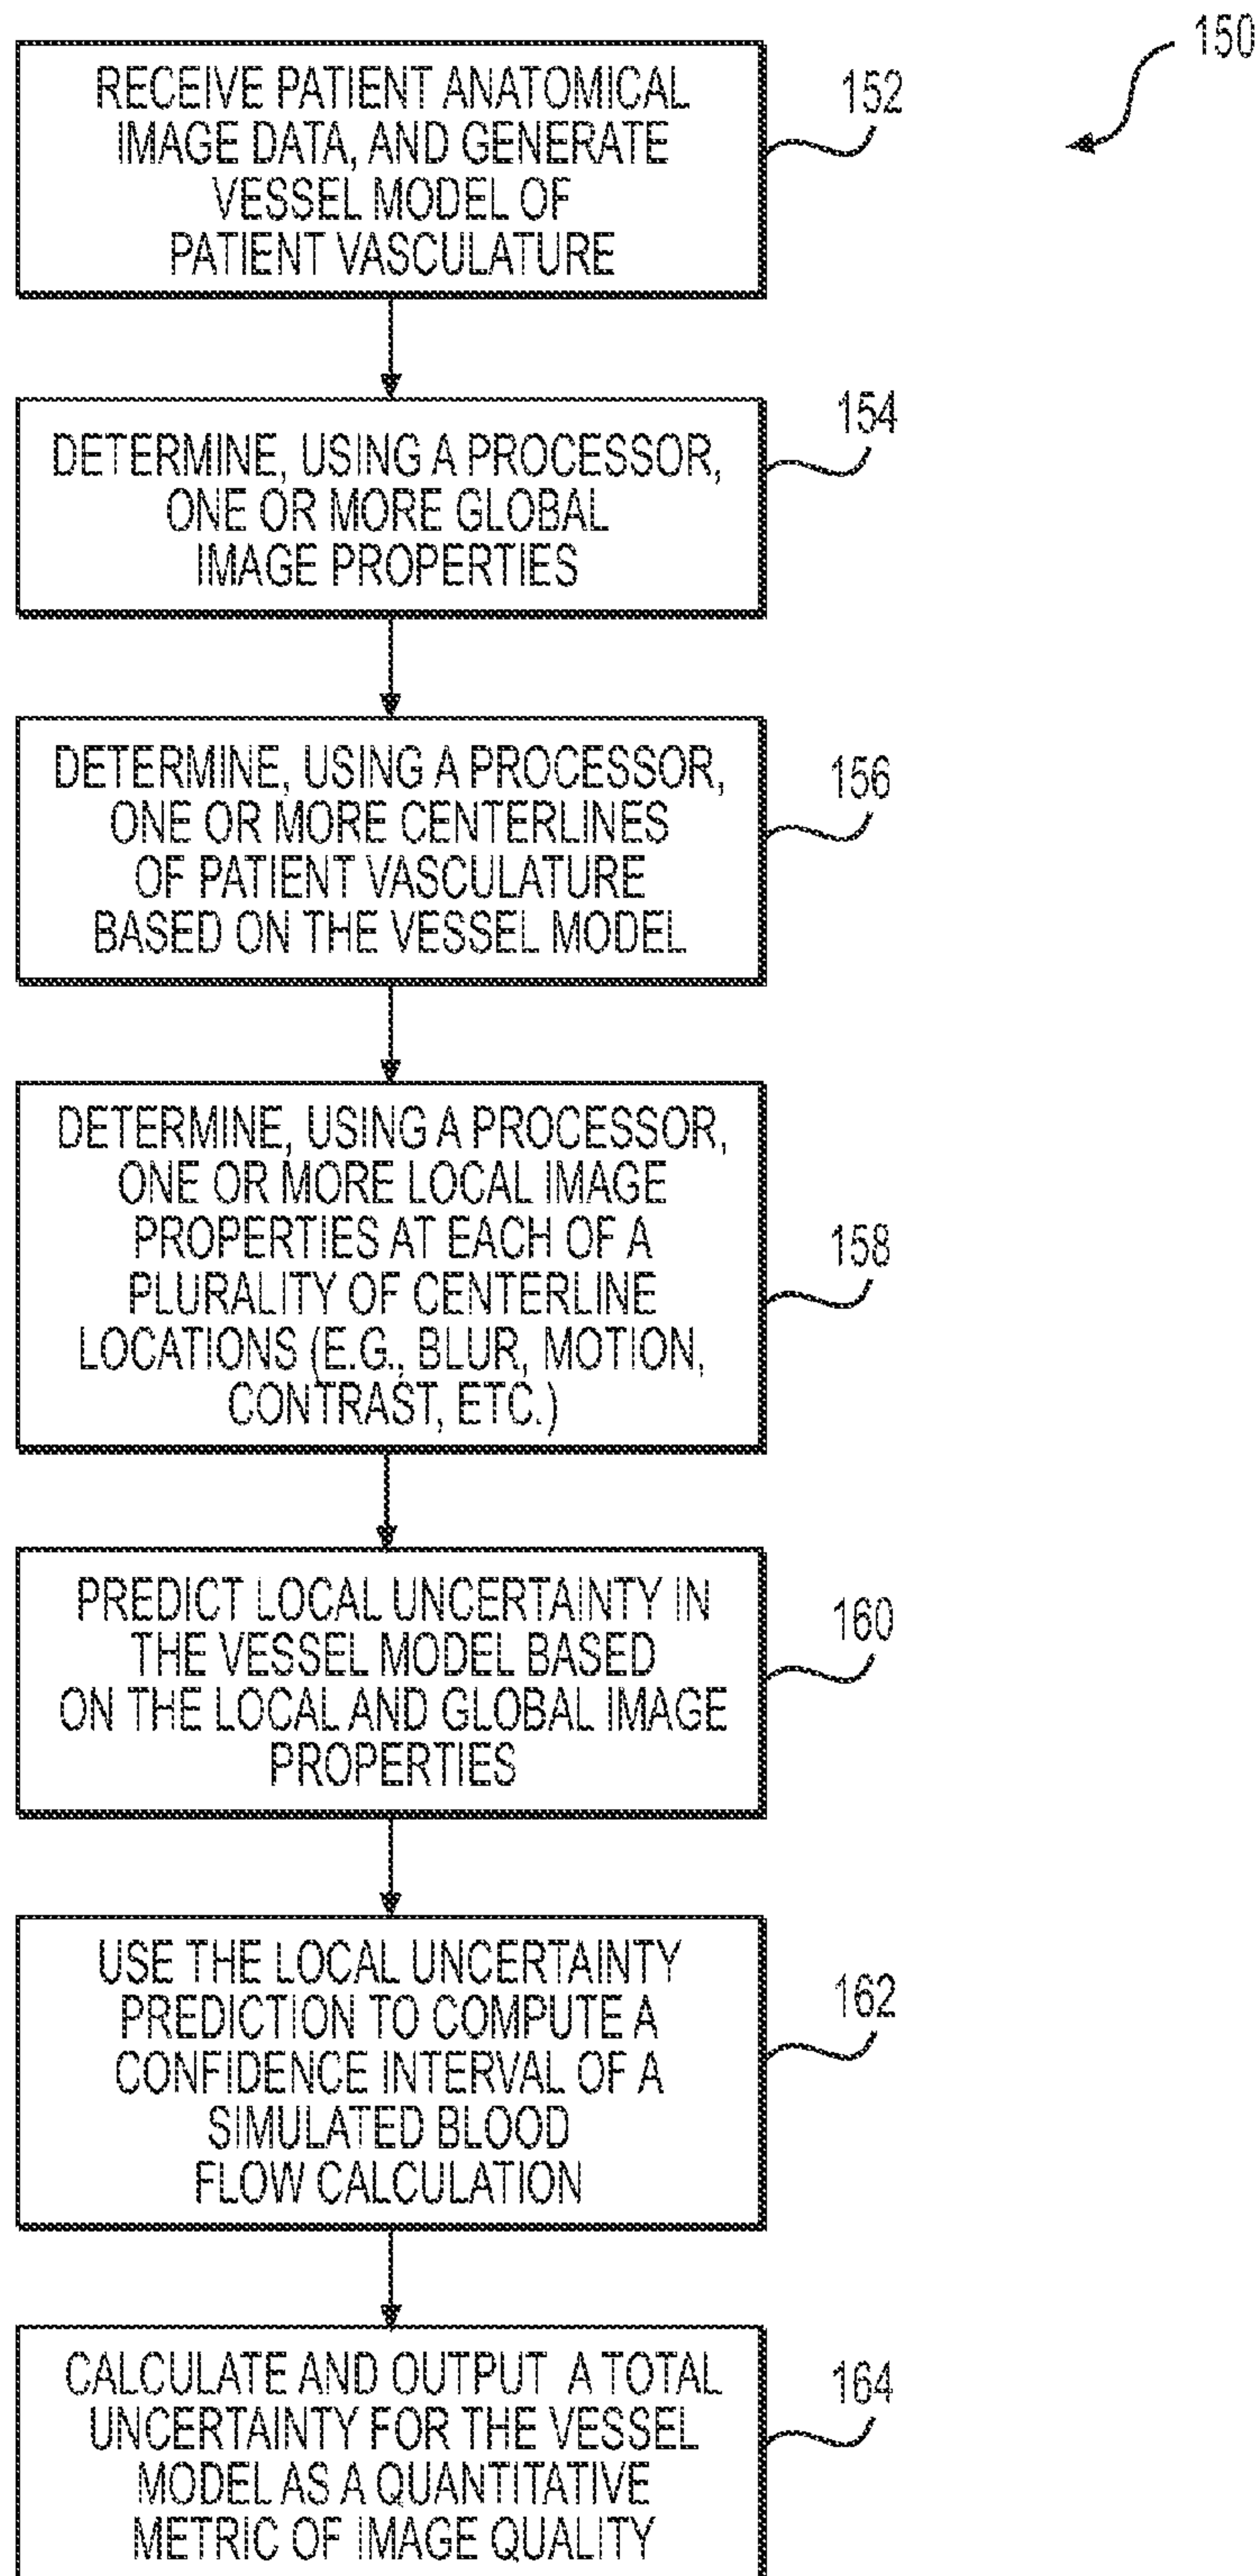 150
RECEIVE PATIENT ANATOMICAL
IMAGE DATA, AND GENERATE
VESSEL MODEL OF
PATIENT VASCULATURE
152
DETERMINE, USING A PROCESSOR,
ONE OR MORE GLOBAL
IMAGE PROPERTIES
154
DETERMINE, USING A PROCESSOR,
ONE OR MORE CENTERLINES
OF PATIENT VASCULATURE
BASED ON THE VESSEL MODEL
156
DETERMINE, USING A PROCESSOR,
ONE OR MORE LOCAL IMAGE
PROPERTIES AT EACH OF A
PLURALITY OF CENTERLINE
LOCATIONS (E.G., BLUR, MOTION,
CONTRAST, ETC.)
158
PREDICT LOCAL UNCERTAINTY IN
THE VESSEL MODEL BASED
ON THE LOCAL AND GLOBAL IMAGE
PROPERTIES
160
USE THE LOCAL UNCERTAINTY
PREDICTION TO COMPUTE A
CONFIDENCE INTERVAL OF A
SIMULATED BLOOD
FLOW CALCULATION
162
CALCULATE AND OUTPUT A TOTAL
UNCERTAINTY FOR THE VESSEL
MODEL AS A QUANTITATIVE
METRIC OF IMAGE QUALITY
164